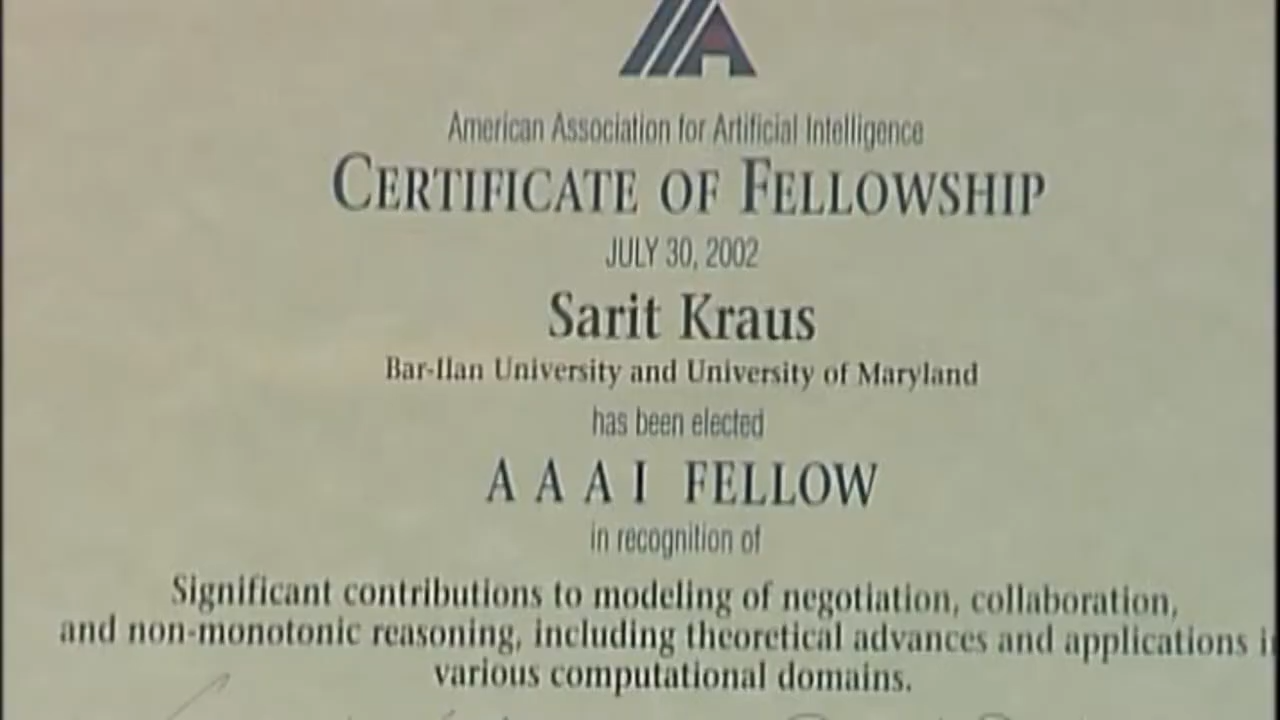 American Association for Artificial Intelligence
CERTIFICATE OF FELLOWSHIP
JULY 30, 2002
Sarit Kraus
Bar-Ilan University and University of Maryland
has been elected
A A A I FELLOW
in recognition of
Significant contributions to modeling of negotiation, collaboration,
and non-monotonic reasoning, including theoretical advances and applications i
various computational domains.